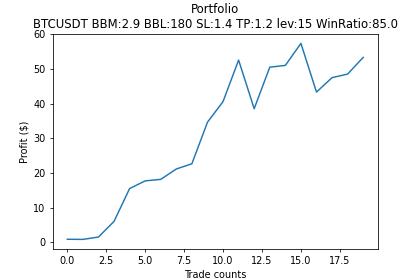 Portfolio
BTCUSDT BBM:2.9 BBL:180 SL:1.4 TP:1.2 lev:15 WinRatio:85.0
60
50
40
30
20
10
0
Profit ($)
0.0 2.5 5.0 7.5 10.0 12.5 15.0 17.5
Trade counts